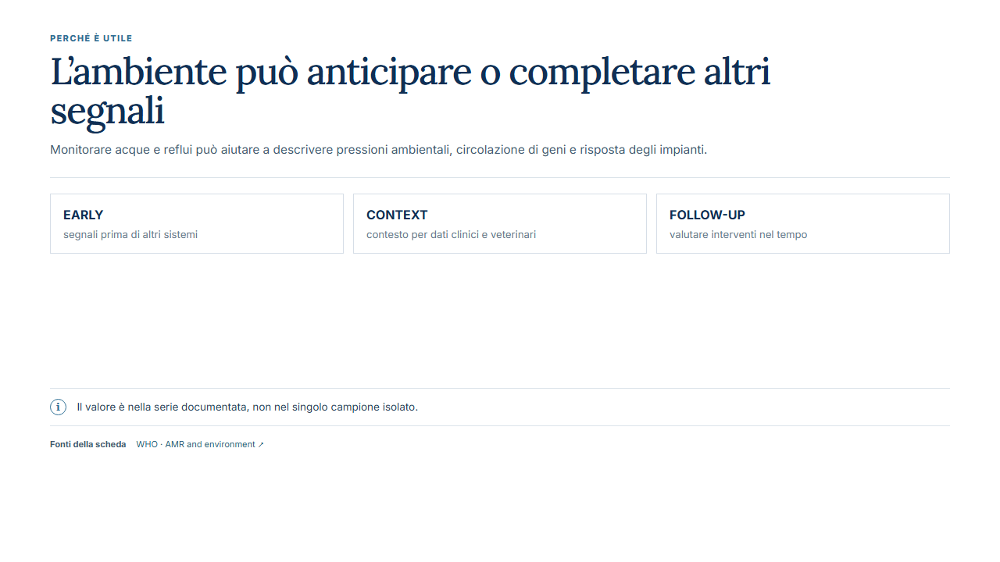 PERCHÉ È UTILE
L’ambiente può anticipare o completare altri
segnali
Monitorare acque e reflui può aiutare a descrivere pressioni ambientali, circolazione di geni e risposta degli impianti.
EARLY
segnali prima di altri sistemi
CONTEXT
contesto per dati clinici e veterinari
FOLLOW-UP
valutare interventi nel tempo
i Il valore è nella serie documentata, non nel singolo campione isolato.
Fonti della scheda WHO · AMR and environment ↗